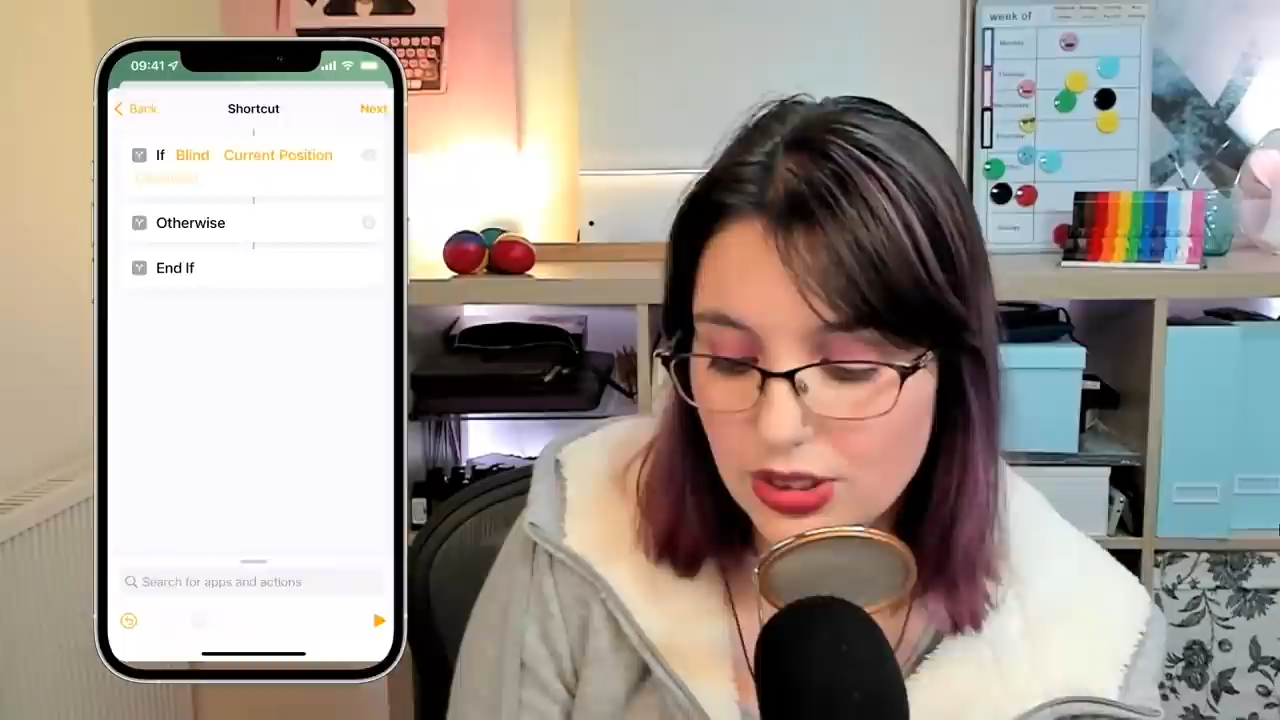 09:41
Back
Shortcut
Next
If Blind Current Position
Otherwise
End If
Search for apps and actions
week of